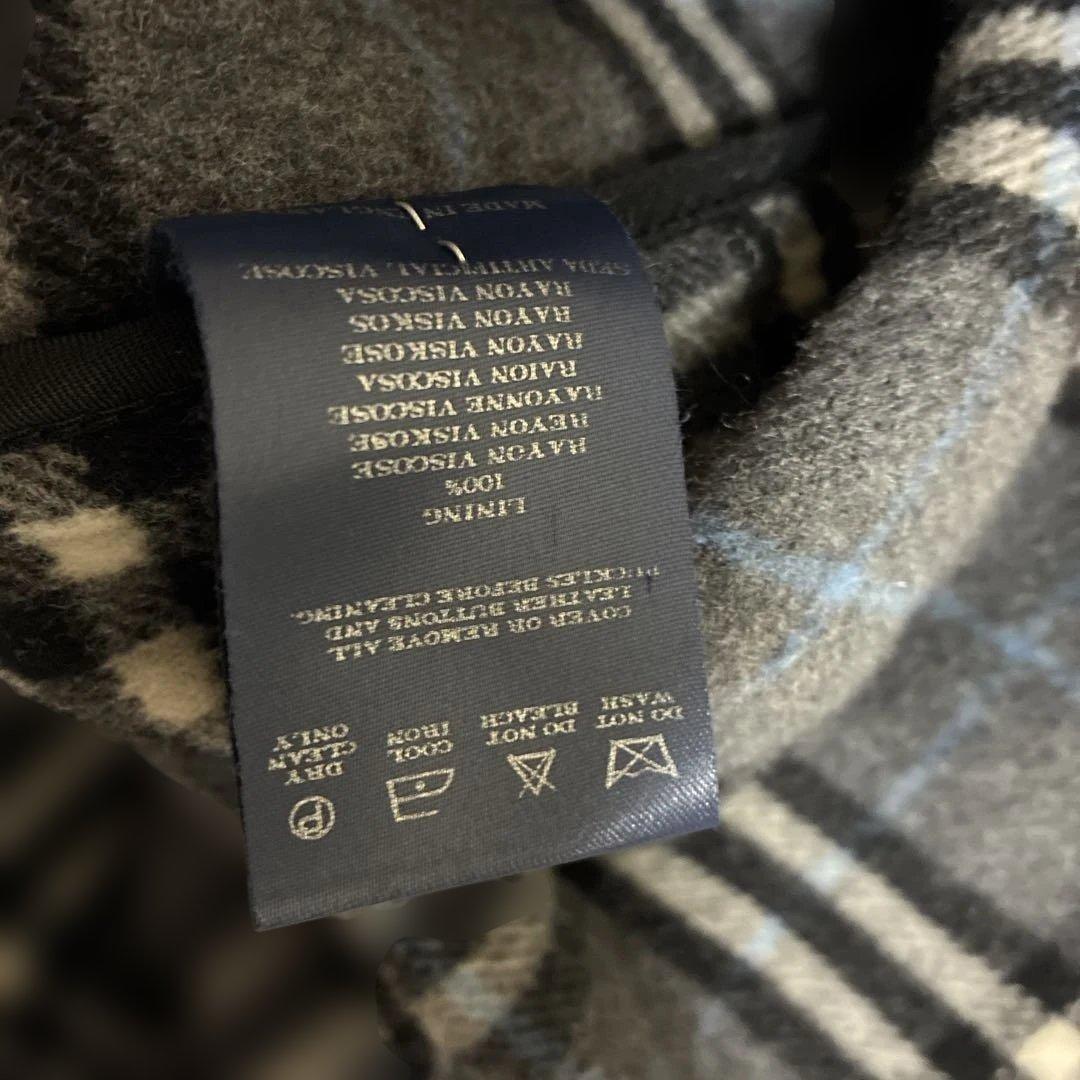 P
DO NOT
WASH
DO NOT
BLEACH
COOL
IRON
DRY
CLEAN
ONLY
COVER OR REMOVE ALL
LEATHER BUTTONS AND
BUCKLES BEFORE CLEANING.
LINING
100%
RAYON VISCOSE
REYON VISKOSE
RAYONNE VISCOSE
RAION VISCOSA
RAYON VISKOSE
RAYON VISKOS
RAYON VISCOSA
SEDA ARTIFICIAL, VISCOSE
MADE IN